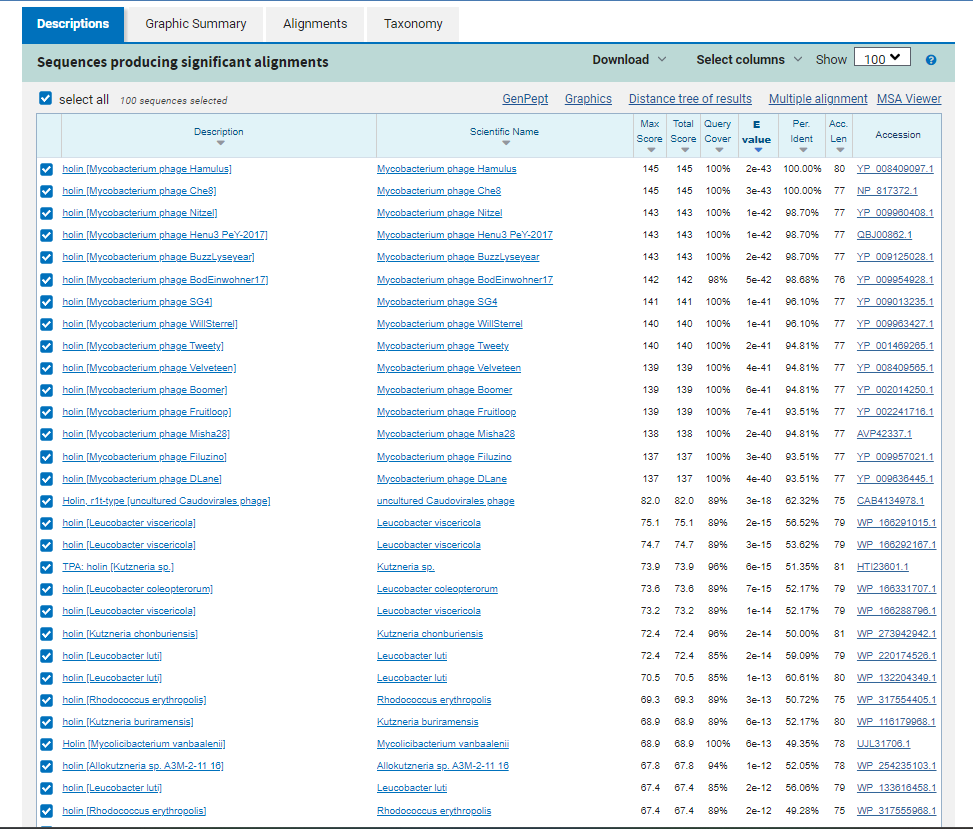 Descriptions Graphic Summary Alignments Taxonomy
Sequences producing significant alignments Download Select columns Show 100
select all 100 sequences selected GenPept Graphics Distance tree of results Multiple alignment MSA Viewer
Description Scientific Name Max Score Total Score Query Cover E value Per. Ident Acc. Len Accession
holin [Mycobacterium phage Hamulus] Mycobacterium phage Hamulus 145 145 100% 2e-43 100.00% 80 YP_008409097.1
holin [Mycobacterium phage Che8] Mycobacterium phage Che8 145 145 100% 3e-43 100.00% 77 NP_817372.1
holin [Mycobacterium phage Nitzel] Mycobacterium phage Nitzel 143 143 100% 1e-42 98.70% 77 YP_009960408.1
holin [Mycobacterium phage Henu3 PeY-2017] Mycobacterium phage Henu3 PeY-2017 143 143 100% 1e-42 98.70% 77 QBJ00862.1
holin [Mycobacterium phage BuzzLyseyear] Mycobacterium phage BuzzLyseyear 143 143 100% 2e-42 98.70% 77 YP_009125028.1
holin [Mycobacterium phage BodEinwohner17] Mycobacterium phage BodEinwohner17 142 142 98% 5e-42 98.68% 76 YP_009954928.1
holin [Mycobacterium phage SG4] Mycobacterium phage SG4 141 141 100% 1e-41 96.10% 77 YP_009013235.1
holin [Mycobacterium phage WillSterrel] Mycobacterium phage WillSterrel 140 140 100% 1e-41 96.10% 77 YP_009963427.1
holin [Mycobacterium phage Tweety] Mycobacterium phage Tweety 140 140 100% 2e-41 94.81% 77 YP_001469265.1
holin [Mycobacterium phage Velveteen] Mycobacterium phage Velveteen 139 139 100% 4e-41 94.81% 77 YP_008409565.1
holin [Mycobacterium phage Boomer] Mycobacterium phage Boomer 139 139 100% 6e-41 94.81% 77 YP_002014250.1
holin [Mycobacterium phage Fruitloop] Mycobacterium phage Fruitloop 139 139 100% 7e-41 93.51% 77 YP_002241716.1
holin [Mycobacterium phage Misha28] Mycobacterium phage Misha28 138 138 100% 2e-40 94.81% 77 AVP42337.1
holin [Mycobacterium phage Filuzino] Mycobacterium phage Filuzino 137 137 100% 3e-40 93.51% 77 YP_009957021.1
holin [Mycobacterium phage DLane] Mycobacterium phage DLane 137 137 100% 4e-40 93.51% 77 YP_009636445.1
Holin, r1t-type [uncultured Caudovirales phage] uncultured Caudovirales phage 82.0 82.0 89% 3e-18 62.32% 75 CAB4134978.1
holin [Leucobacter viscericola] Leucobacter viscericola 75.1 75.1 89% 2e-15 56.52% 79 WP_166291015.1
holin [Leucobacter viscericola] Leucobacter viscericola 74.7 74.7 89% 3e-15 53.62% 79 WP_166292167.1
TPA: holin [Kutzneria sp.] Kutzneria sp. 73.9 73.9 96% 6e-15 51.35% 81 HTI23601.1
holin [Leucobacter coleopterorum] Leucobacter coleopterorum 73.6 73.6 89% 7e-15 52.17% 79 WP_166331707.1
holin [Leucobacter viscericola] Leucobacter viscericola 73.2 73.2 89% 1e-14 52.17% 79 WP_166288796.1
holin [Kutzneria chonburiensis] Kutzneria chonburiensis 72.4 72.4 96% 2e-14 50.00% 81 WP_273942942.1
holin [Leucobacter luti] Leucobacter luti 72.4 72.4 85% 2e-14 59.09% 79 WP_220174526.1
holin [Leucobacter luti] Leucobacter luti 70.5 70.5 85% 1e-13 60.61% 80 WP_132204349.1
holin [Rhodococcus erythropolis] Rhodococcus erythropolis 69.3 69.3 89% 3e-13 50.72% 75 WP_317554405.1
holin [Kutzneria buriramensis] Kutzneria buriramensis 68.9 68.9 89% 6e-13 52.17% 80 WP_116179968.1
Holin [Mycolicibacterium vanbaalenii] Mycolicibacterium vanbaalenii 68.9 68.9 100% 6e-13 49.35% 78 UJL31706.1
holin [Allokutzneria sp. A3M-2-11 16] Allokutzneria sp. A3M-2-11 16 67.8 67.8 94% 1e-12 52.05% 78 WP_254235103.1
holin [Leucobacter luti] Leucobacter luti 67.4 67.4 85% 2e-12 56.06% 79 WP_133616458.1
holin [Rhodococcus erythropolis] Rhodococcus erythropolis 67.4 67.4 89% 2e-12 49.28% 75 WP_317555968.1